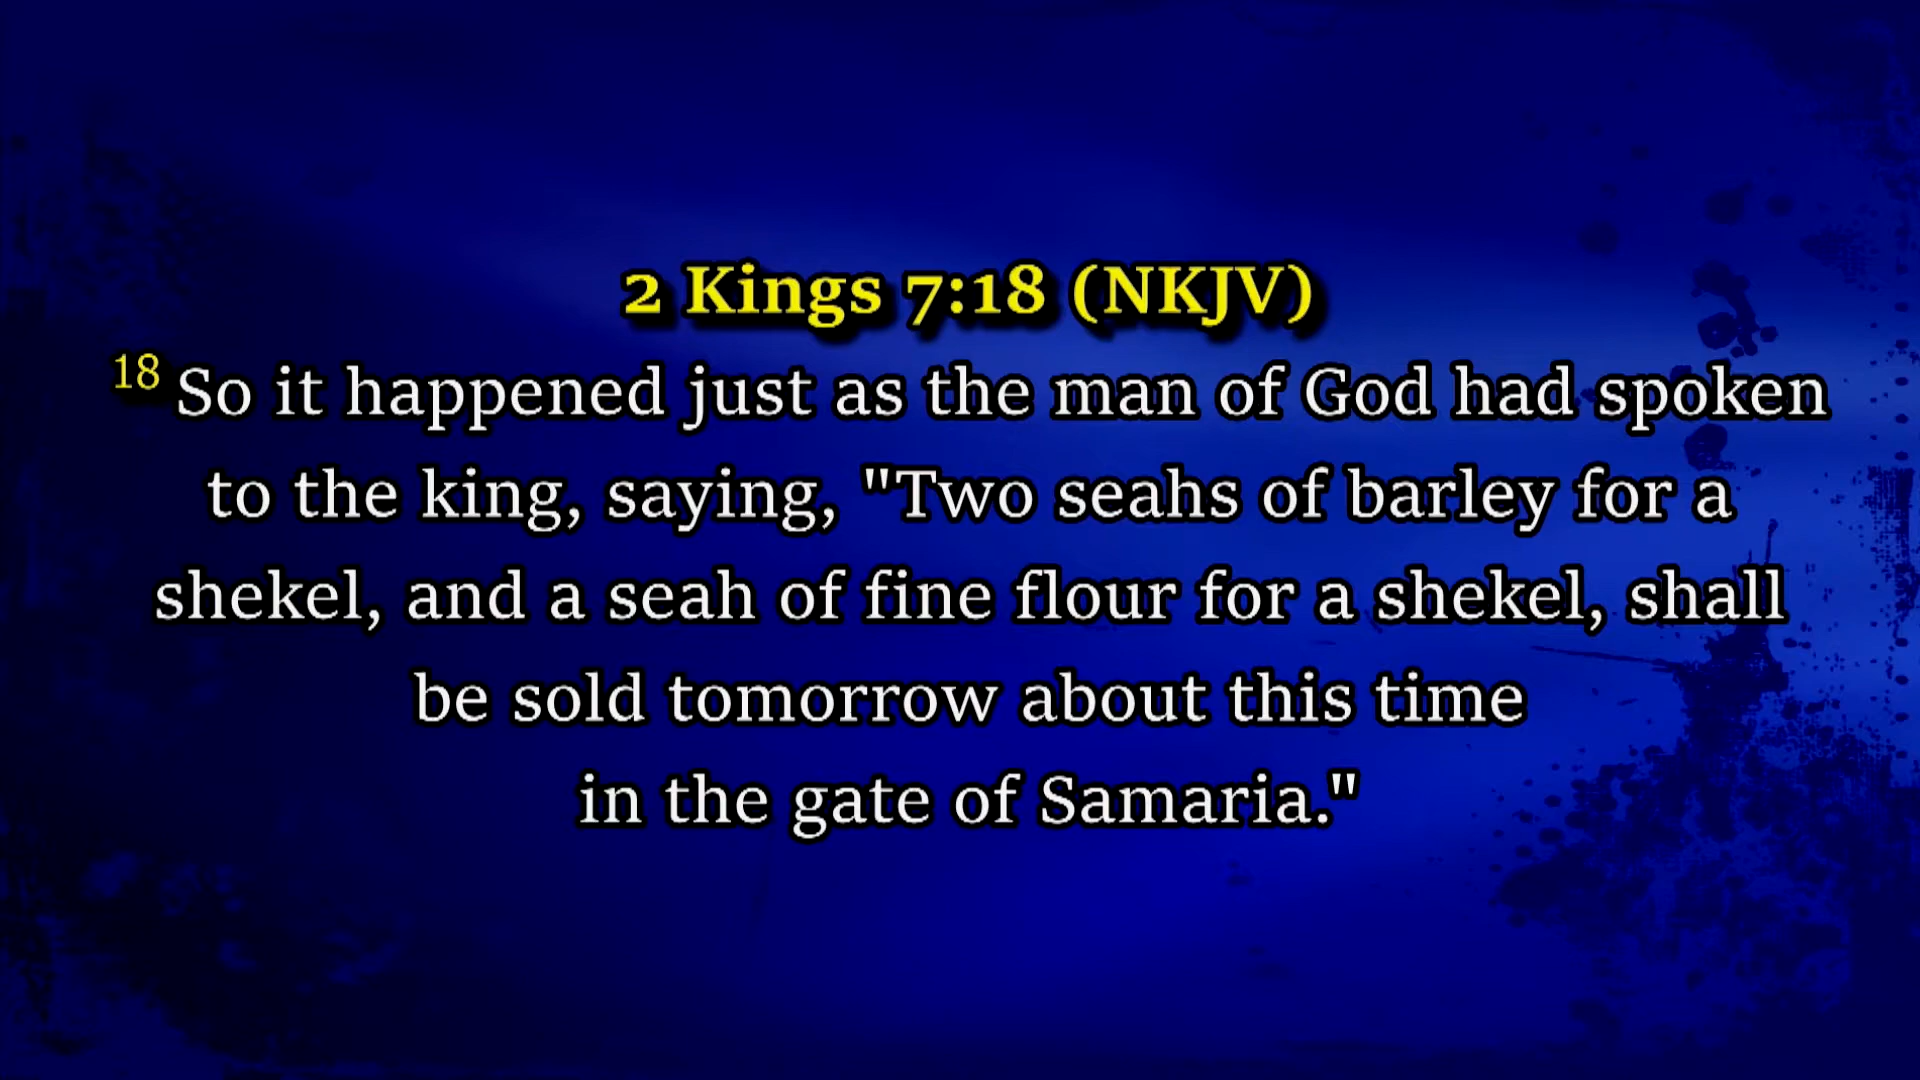 2 Kings 7:18 (NKJV)
18 So it happened just as the man of God had spoken
to the king, saying, "Two seahs of barley for a
shekel, and a seah of fine flour for a shekel, shall
be sold tomorrow about this time
in the gate of Samaria."